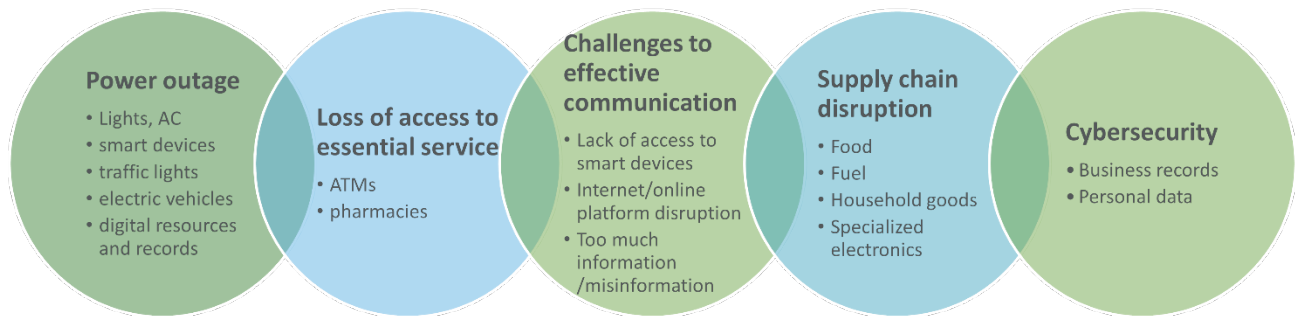 Power outage
• Lights, AC
• smart devices
• traffic lights
• electric vehicles
• digital resources
and records
Loss of access to
essential service
• ATMs
• pharmacies
Challenges to
effective
communication
• Lack of access to
smart devices
• Internet/online
platform disruption
• Too much
information
/misinformation
Supply chain
disruption
• Food
• Fuel
• Household goods
• Specialized
electronics
Cybersecurity
• Business records
• Personal data